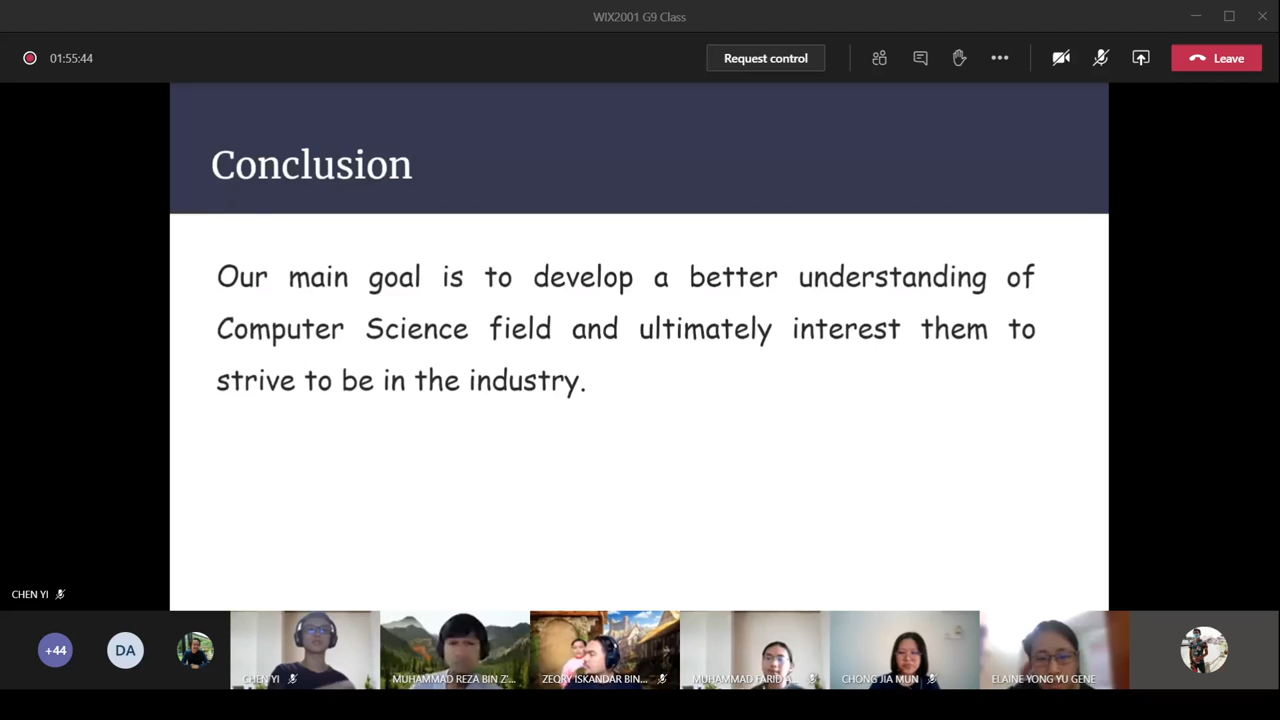 WIX2001 G9 Class
01:55:44
Request control
Leave
Conclusion
Our main goal is to develop a better understanding of
Computer Science field and ultimately interest them to
strive to be in the industry.
CHEN YI
+44
DA
CHEN YI
MUHAMMAD REZA BIN Z'...
ZEQRY ISKANDAR BIN...
MUHAMMAD FARID A...
CHONG JIA MUN
ELAINE YONG YU GENE